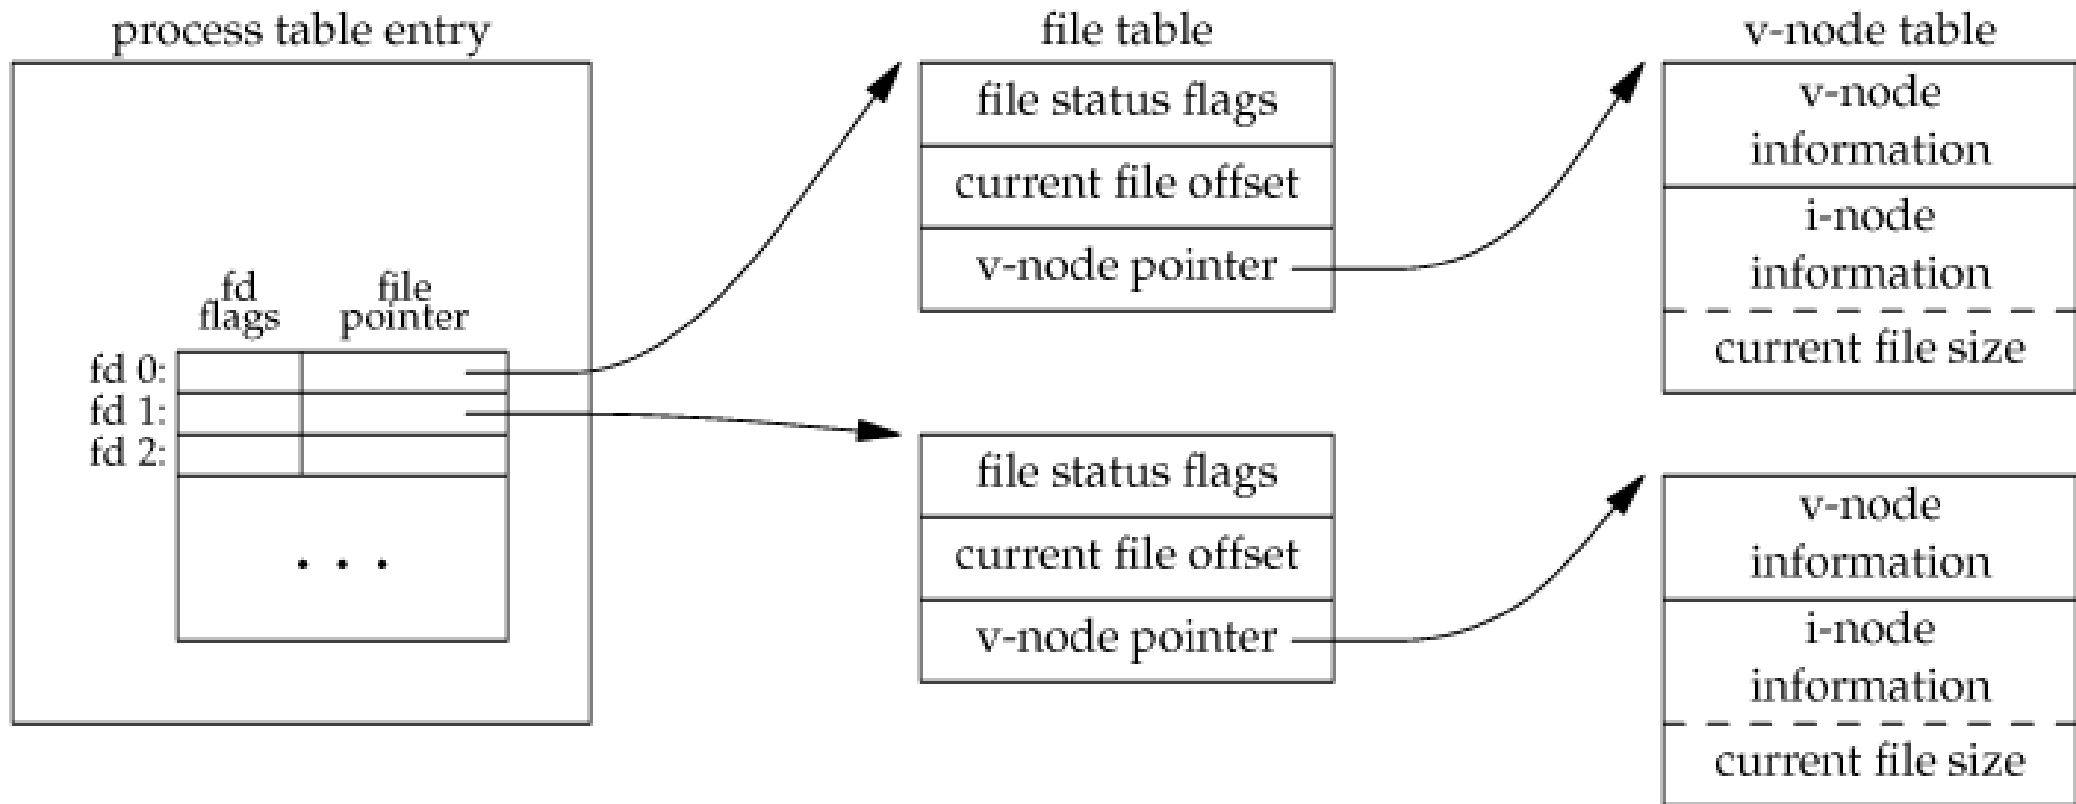 process table entry
fd
flags
file
pointer
fd 0:
fd 1:
fd 2:
. . .
file table
file status flags
current file offset
v-node pointer
file status flags
current file offset
v-node pointer
v-node table
v-node
information
i-node
information
current file size
v-node
information
i-node
information
current file size